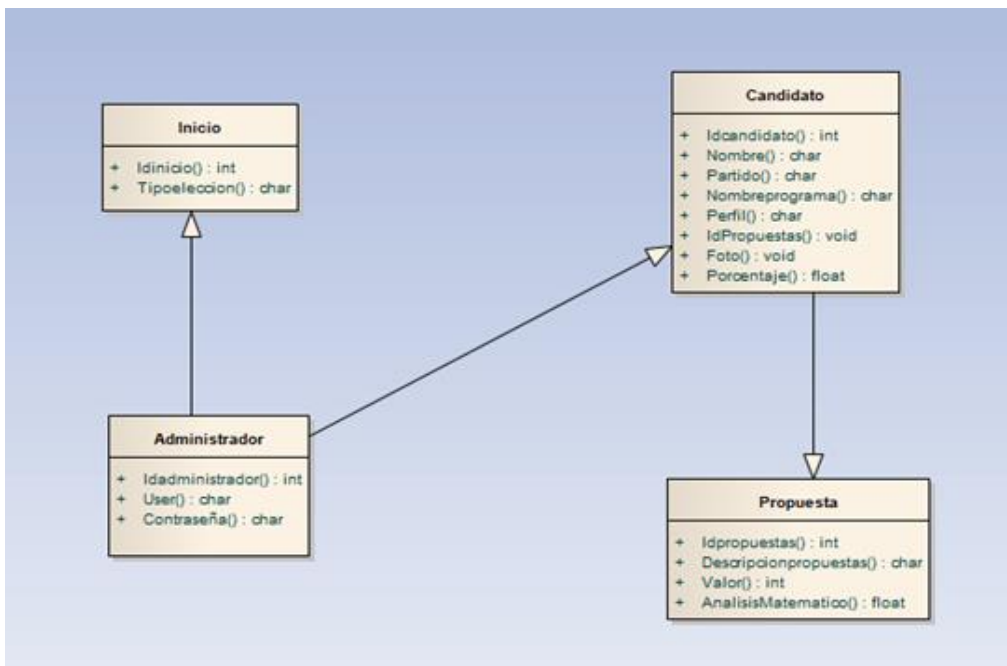 Inicio
+ Idinicio() : int
+ Tipoeleccion() : char
Candidato
+ Idcandidato() : int
+ Nombre() : char
+ Partido() : char
+ Nombreprograma() : char
+ Perfil() : char
+ IdPropuestas() : void
+ Foto() : void
+ Porcentaje() : float
Administrador
+ Idadministrador() : int
+ User() : char
+ Contraseña() : char
Propuesta
+ Idpropuestas() : int
+ Descripcionpropuestas() : char
+ Valor() : int
+ AnalisisMatematico() : float